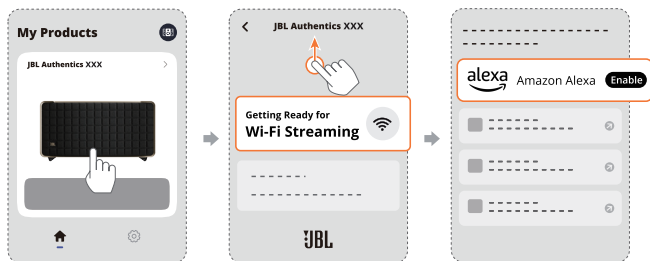 My Products
JBL Authentics XXX
JBL Authentics XXX
Getting Ready for
Wi-Fi Streaming
JBL
alexa
Amazon Alexa
Enable